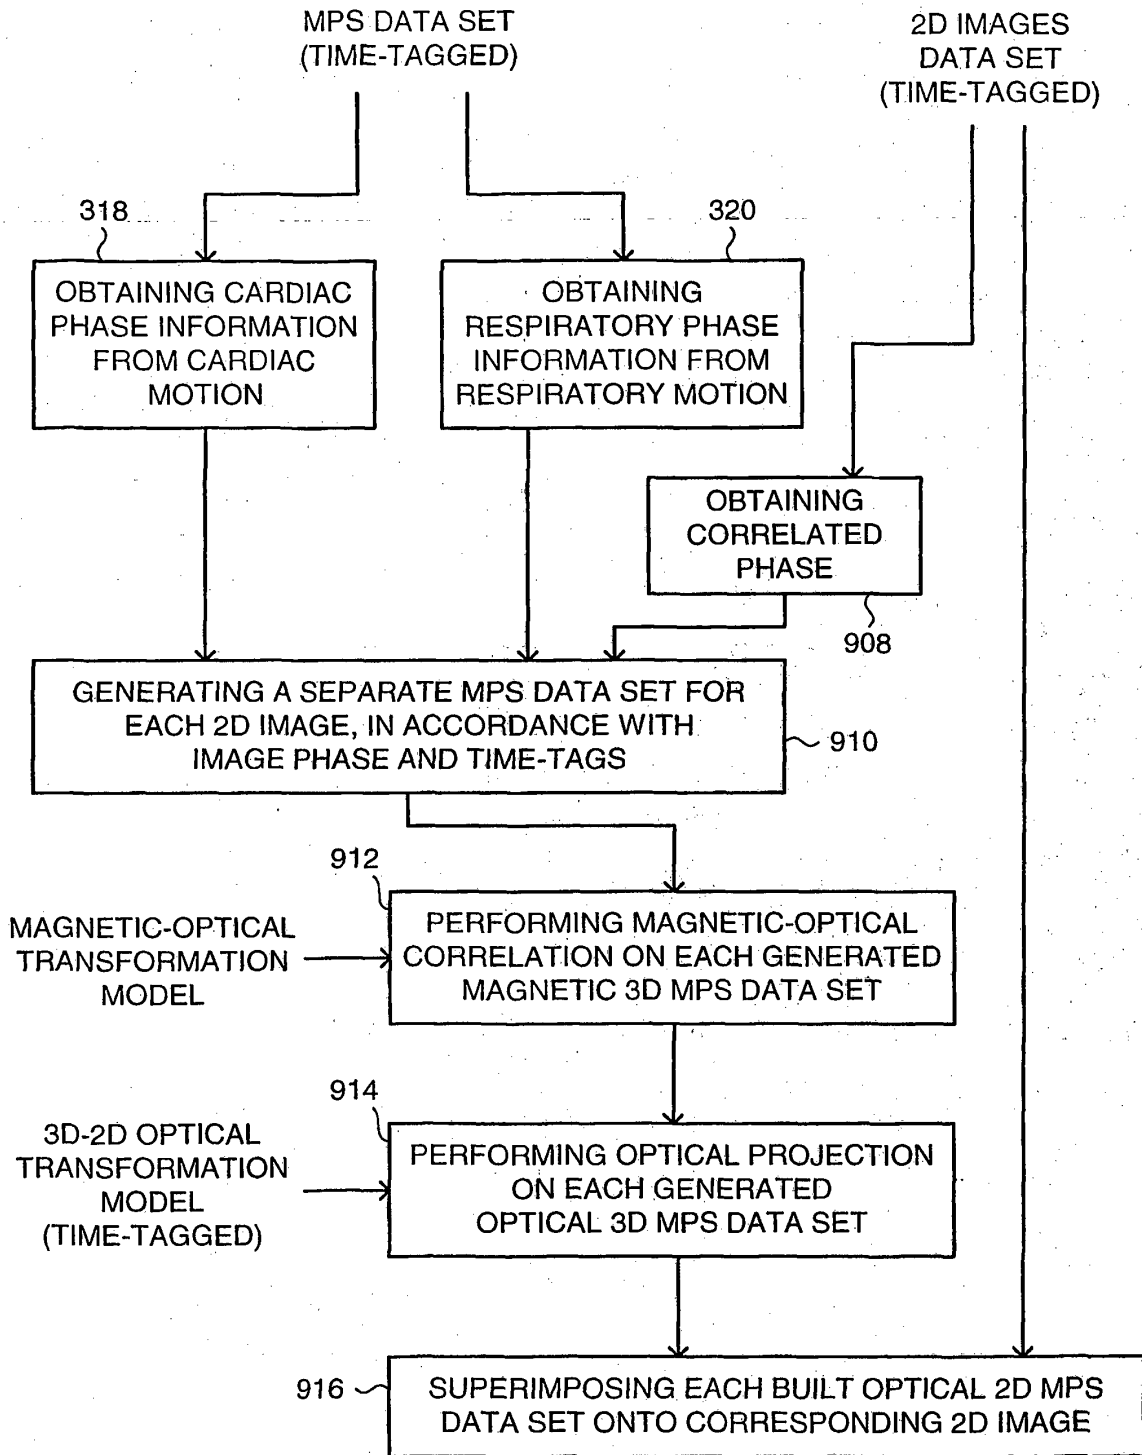 MPS DATA SET
(TIME-TAGGED)
2D IMAGES
DATA SET
(TIME-TAGGED)
318
320
OBTAINING CARDIAC
PHASE INFORMATION
FROM CARDIAC
MOTION
OBTAINING
RESPIRATORY PHASE
INFORMATION FROM
RESPIRATORY MOTION
OBTAINING
CORRELATED
PHASE
908
GENERATING A SEPARATE MPS DATA SET FOR
EACH 2D IMAGE, IN ACCORDANCE WITH
IMAGE PHASE AND TIME-TAGS
910
912
MAGNETIC-OPTICAL
TRANSFORMATION
MODEL
PERFORMING MAGNETIC-OPTICAL
CORRELATION ON EACH GENERATED
MAGNETIC 3D MPS DATA SET
914
3D-2D OPTICAL
TRANSFORMATION
MODEL
(TIME-TAGGED)
PERFORMING OPTICAL PROJECTION
ON EACH GENERATED
OPTICAL 3D MPS DATA SET
916
SUPERIMPOSING EACH BUILT OPTICAL 2D MPS
DATA SET ONTO CORRESPONDING 2D IMAGE